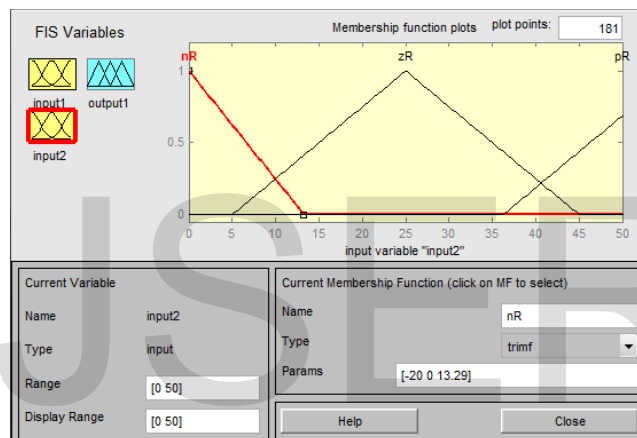 FIS Variables
Membership function plots
plot points:
181
input1
output1
input2
nR
zR
pR
1
0.5
0
0 5 10 15 20 25 30 35 40 45 50
input variable "input2"
Current Variable
Name input2
Type input
Range [0 50]
Display Range [0 50]
Current Membership Function (click on MF to select)
Name nR
Type trimf
Params [-20 0 13.29]
Help
Close